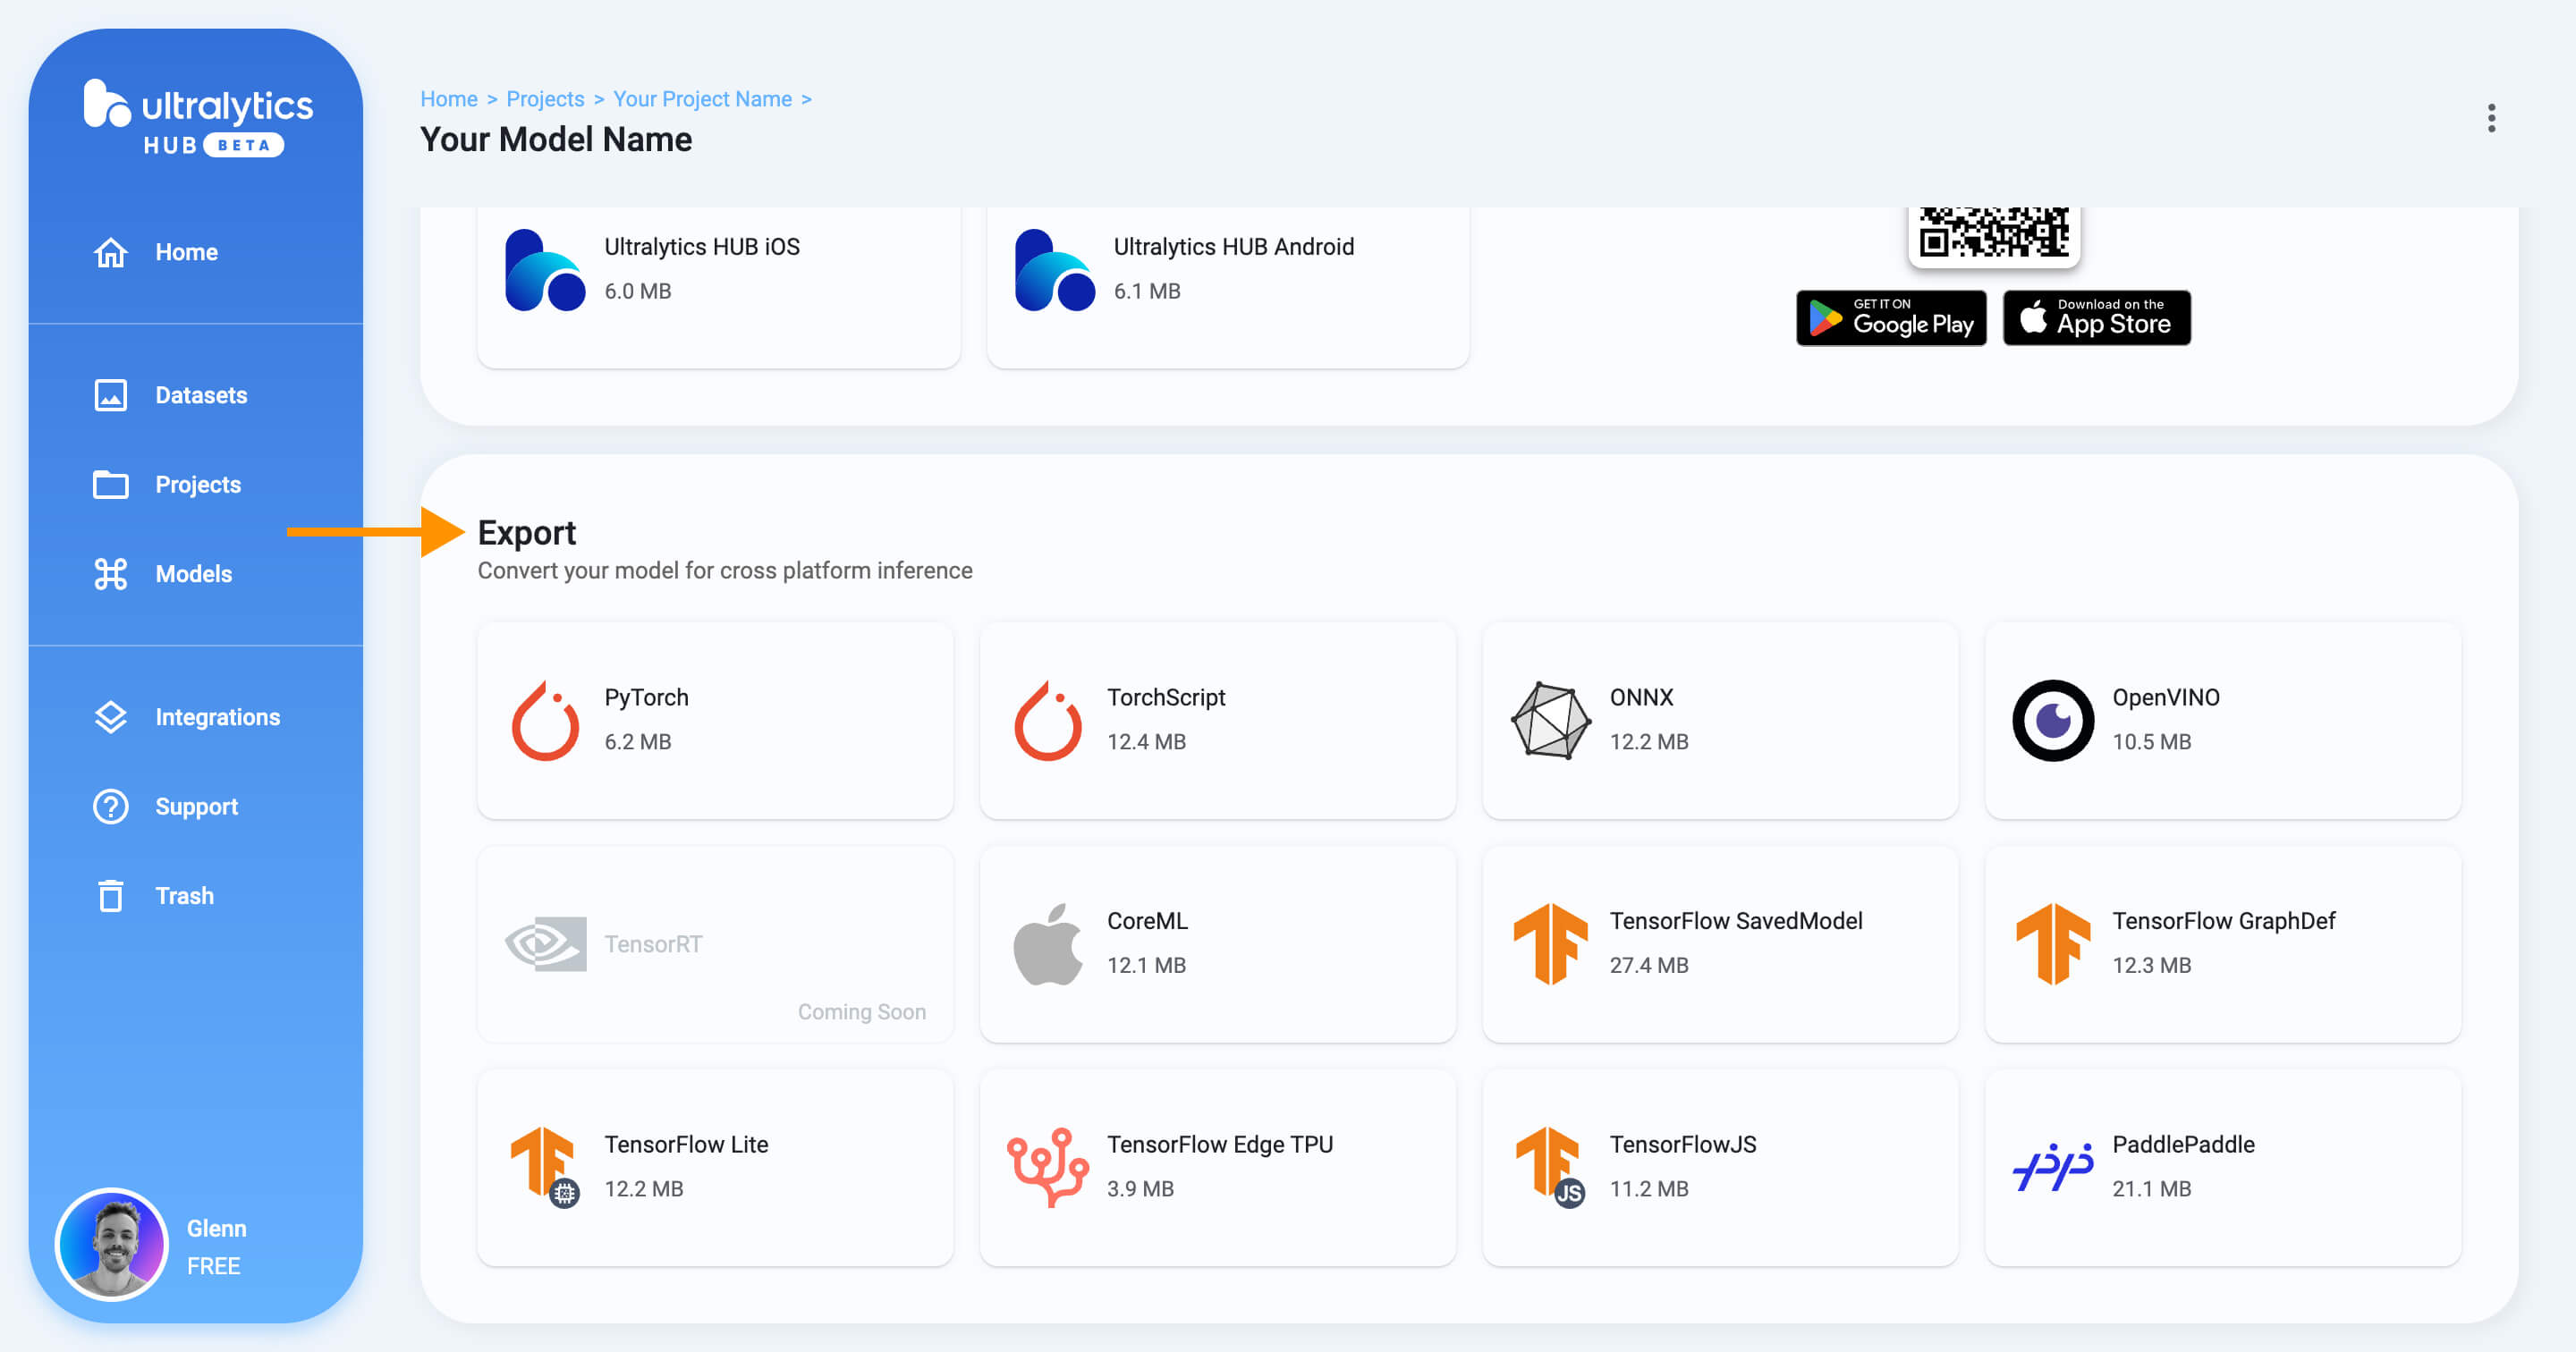 ultralytics
HUB BETA
Home
Datasets
Projects
Models
Integrations
Support
Trash
Glenn
FREE
Home > Projects > Your Project Name >
Your Model Name
Ultralytics HUB iOS
6.0 MB
Ultralytics HUB Android
6.1 MB
GET IT ON
Google Play
Download on the
App Store
Export
Convert your model for cross platform inference
PyTorch
6.2 MB
TorchScript
12.4 MB
ONNX
12.2 MB
OpenVINO
10.5 MB
TensorRT
Coming Soon
CoreML
12.1 MB
TensorFlow SavedModel
27.4 MB
TensorFlow GraphDef
12.3 MB
TensorFlow Lite
12.2 MB
TensorFlow Edge TPU
3.9 MB
JS
TensorFlowJS
11.2 MB
PaddlePaddle
21.1 MB